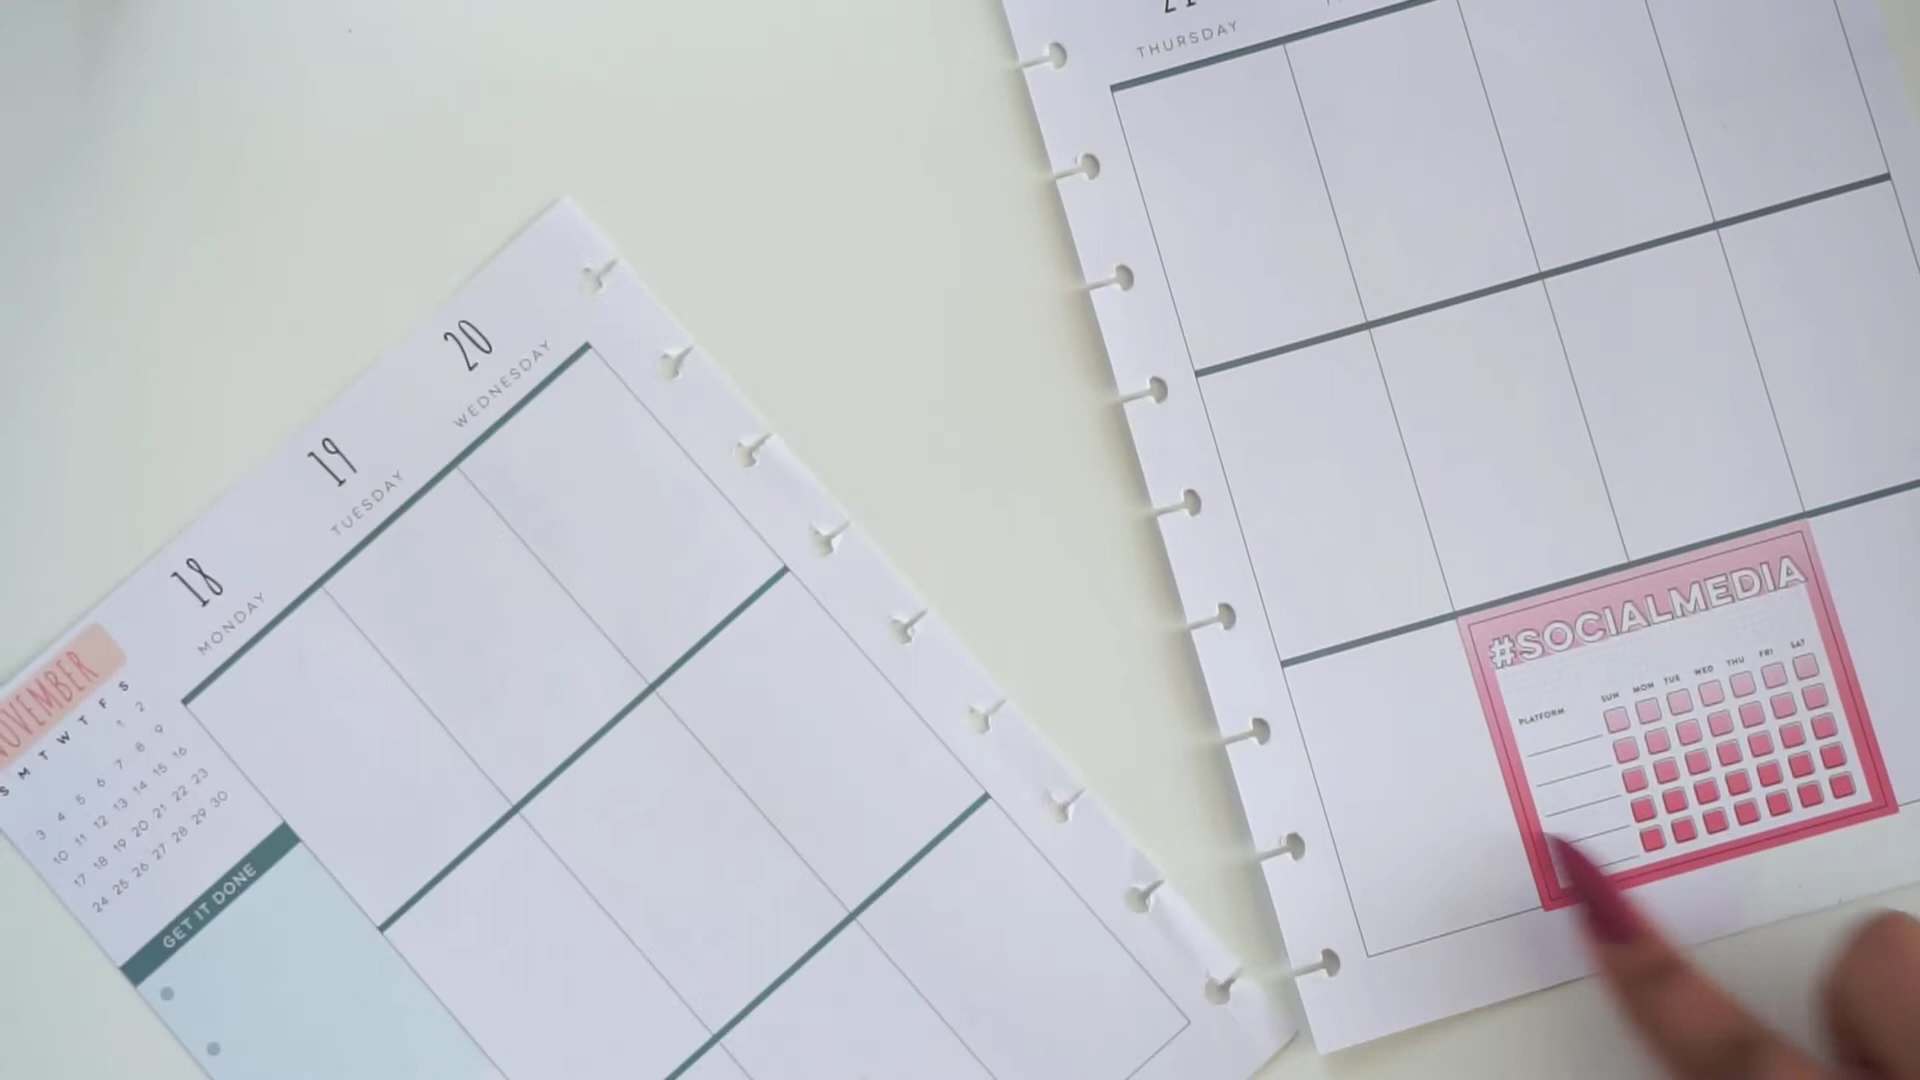 NOVEMBER
S M T W T F S
1 2
3 4 5 6 7 8 9
10 11 12 13 14 15 16
17 18 19 20 21 22 23
24 25 26 27 28 29 30
GET IT DONE
18
MONDAY
19
TUESDAY
20
WEDNESDAY
21
THURSDAY
#SOCIALMEDIA
PLATFORM
SUN MON TUE WED THU FRI SAT